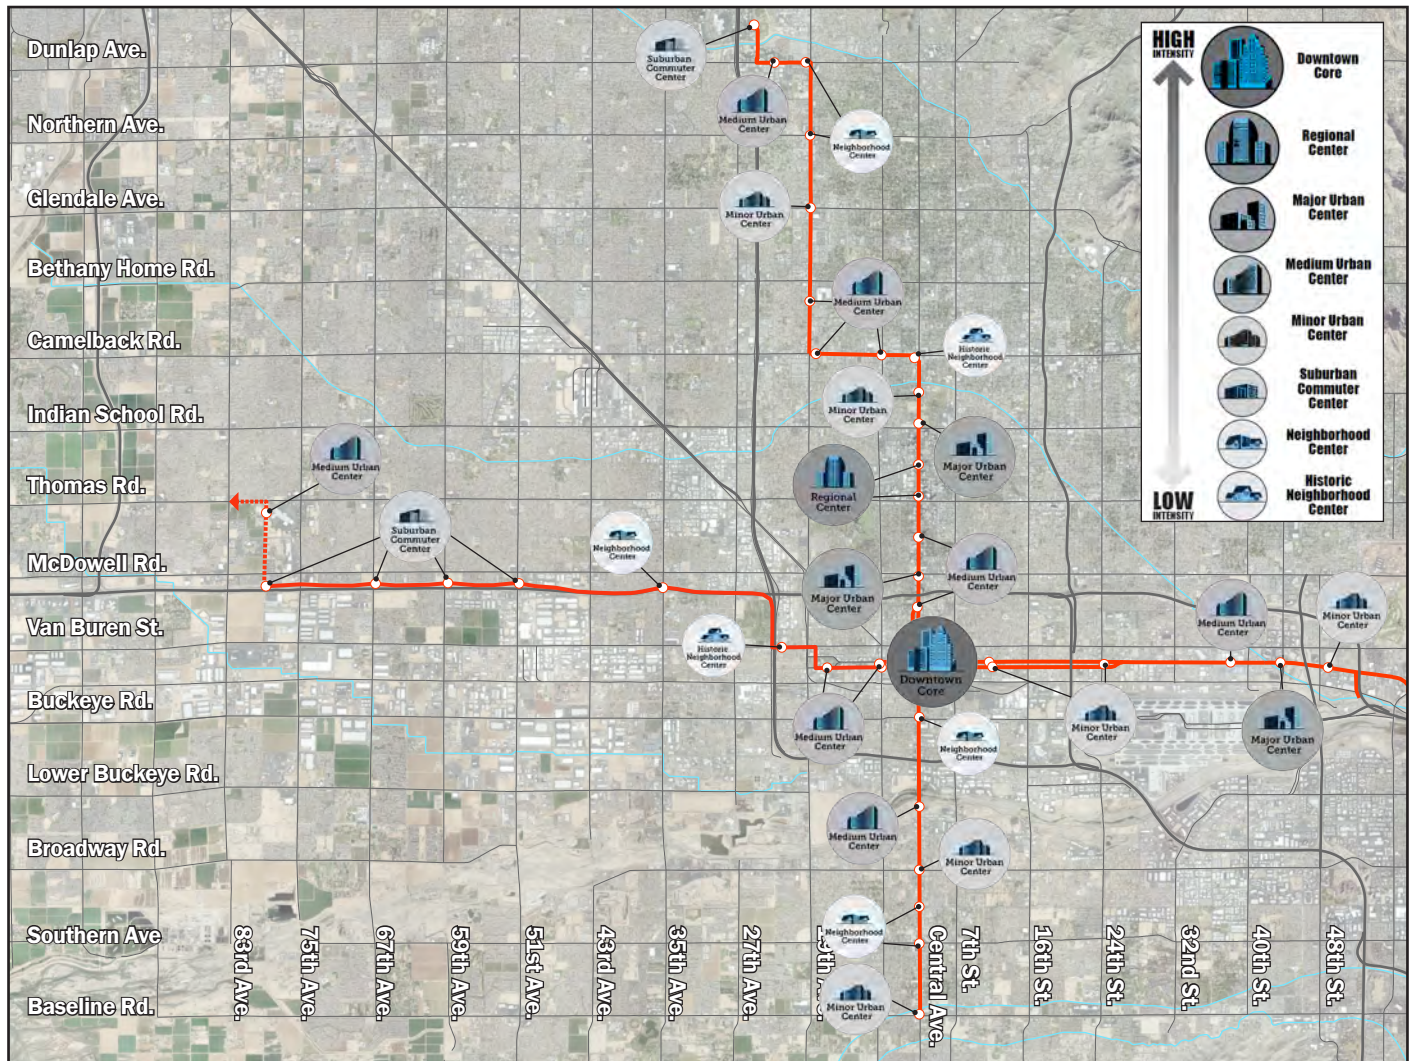 Dunlap Ave.
Northern Ave.
Glendale Ave.
Bethany Home Rd.
Camelback Rd.
Indian School Rd.
Thomas Rd.
McDowell Rd.
Van Buren St.
Buckeye Rd.
Lower Buckeye Rd.
Broadway Rd.
Southern Ave
Baseline Rd.
83rd Ave.
75th Ave.
67th Ave.
59th Ave.
51st Ave.
43rd Ave.
35th Ave.
27th Ave.
19th
Central Ave.
7th St.
16th St.
24th St.
32nd St.
40th St.
48th St.
Suburban
Commuter
Center
Medium Urban
Center
Neighborhood
Center
Minor Urban
Center
Medium Urban
Center
Historic
Neighborhood
Center
Minor Urban
Center
Major Urban
Center
Regional
Center
Medium Urban
Center
Suburban
Commuter
Center
Neighborhood
Center
Medium Urban
Center
Major Urban
Center
Historic
Neighborhood
Center
Downtown
Core
Medium Urban
Center
Minor Urban
Center
Medium Urban
Center
Neighborhood
Center
Minor Urban
Center
Major Urban
Center
Medium Urban
Center
Minor Urban
Center
Neighborhood
Center
Minor Urban
Center
HIGH
INTENSITY
LOW
INTENSITY
Downtown
Core
Regional
Center
Major Urban
Center
Medium Urban
Center
Minor Urban
Center
Suburban
Commuter
Center
Neighborhood
Center
Historic
Neighborhood
Center